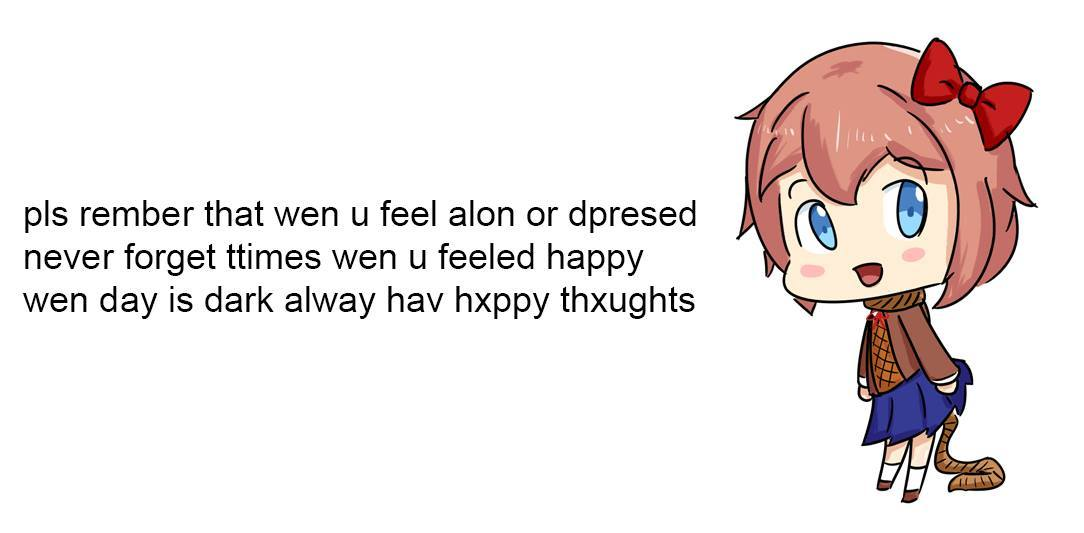 pls rember that wen u feel alon or dpresed
never forget ttimes wen u feeled happy
wen day is dark alway hav hxppy thxughts